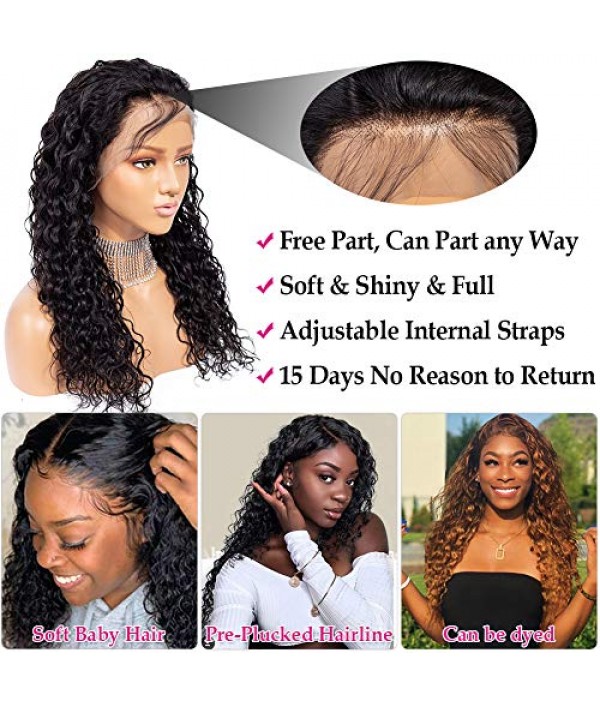 Free Part, Can Part any Way
Soft & Shiny & Full
Adjustable Internal Straps
15 Days No Reason to Return
Soft Baby Hair
Pre-Plucked Hairline
Can be dyed